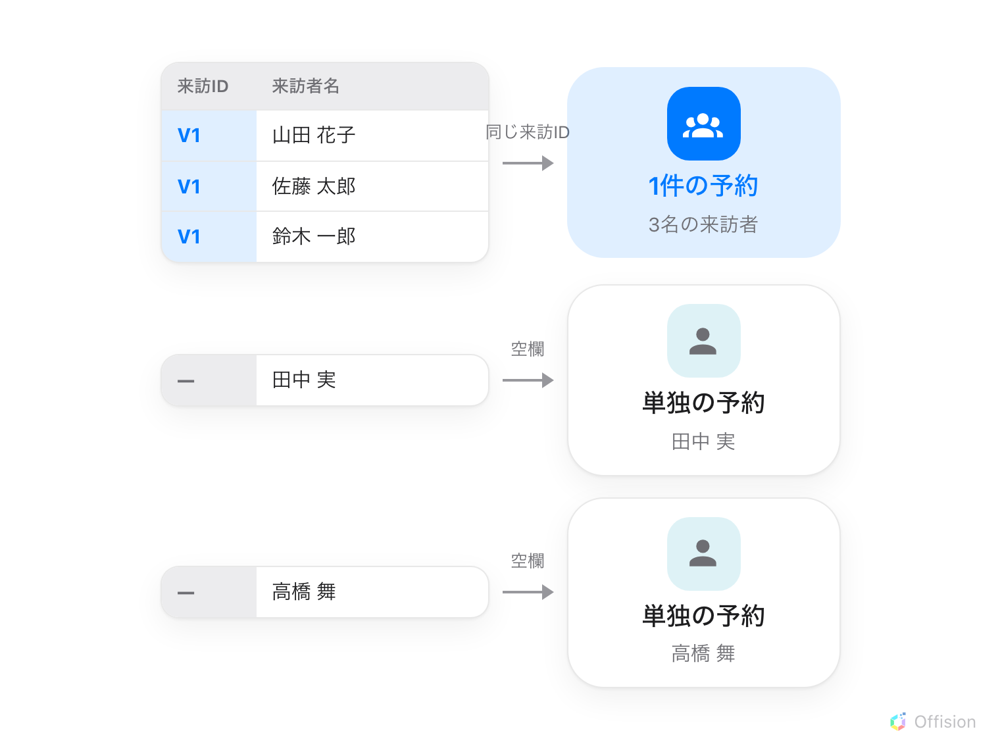 来訪ID 来訪者名
V1 山田 花子
V1 佐藤 太郎
V1 鈴木 一郎
同じ来訪ID
1件の予約
3名の来訪者
— 田中 実
空欄
単独の予約
田中 実
— 高橋 舞
空欄
単独の予約
高橋 舞
Offision